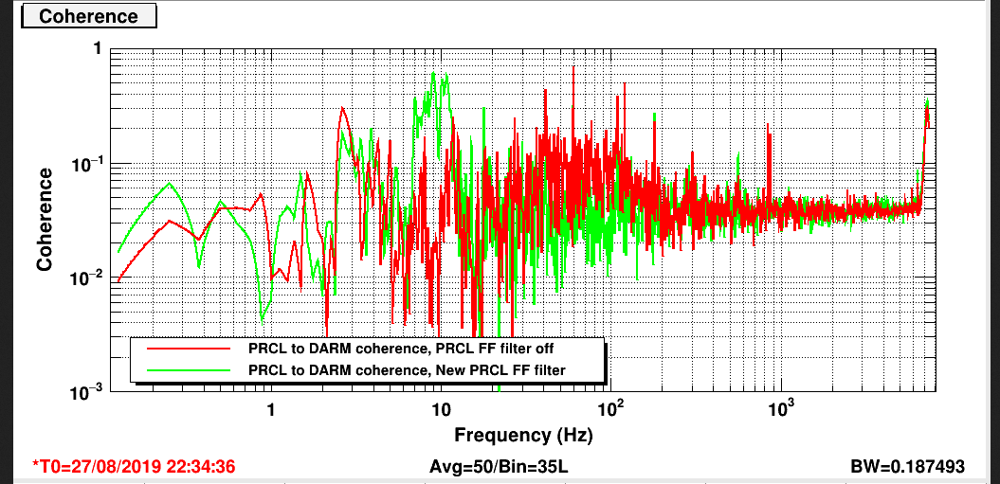 Coherence
1
10⁻¹
10⁻²
10⁻³
Coherence
PRCL to DARM coherence, PRCL FF filter off
PRCL to DARM coherence, New PRCL FF filter
1 10 10² 10³
Frequency (Hz)
*T0=27/08/2019 22:34:36 Avg=50/Bin=35L BW=0.187493